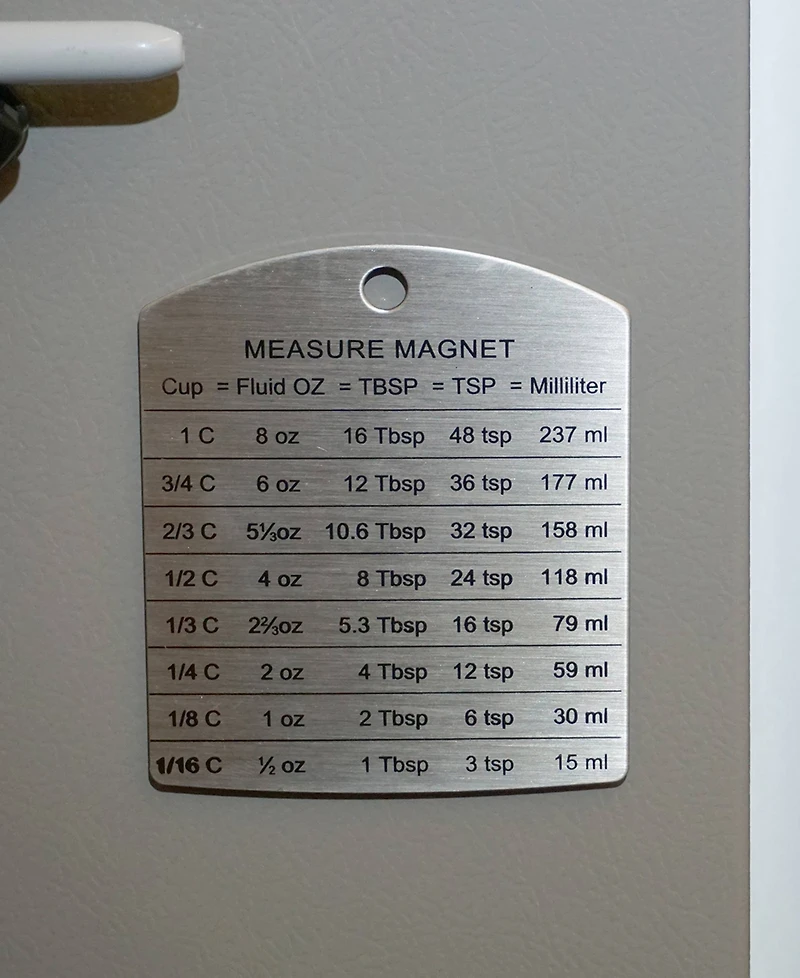 MEASURE MAGNET
Cup = Fluid OZ = TBSP = TSP = Milliliter
1 C 8 oz 16 Tbsp 48 tsp 237 ml
3/4 C 6 oz 12 Tbsp 36 tsp 177 ml
2/3 C 5⅓oz 10.6 Tbsp 32 tsp 158 ml
1/2 C 4 oz 8 Tbsp 24 tsp 118 ml
1/3 C 2⅔oz 5.3 Tbsp 16 tsp 79 ml
1/4 C 2 oz 4 Tbsp 12 tsp 59 ml
1/8 C 1 oz 2 Tbsp 6 tsp 30 ml
1/16 C ½ oz 1 Tbsp 3 tsp 15 ml